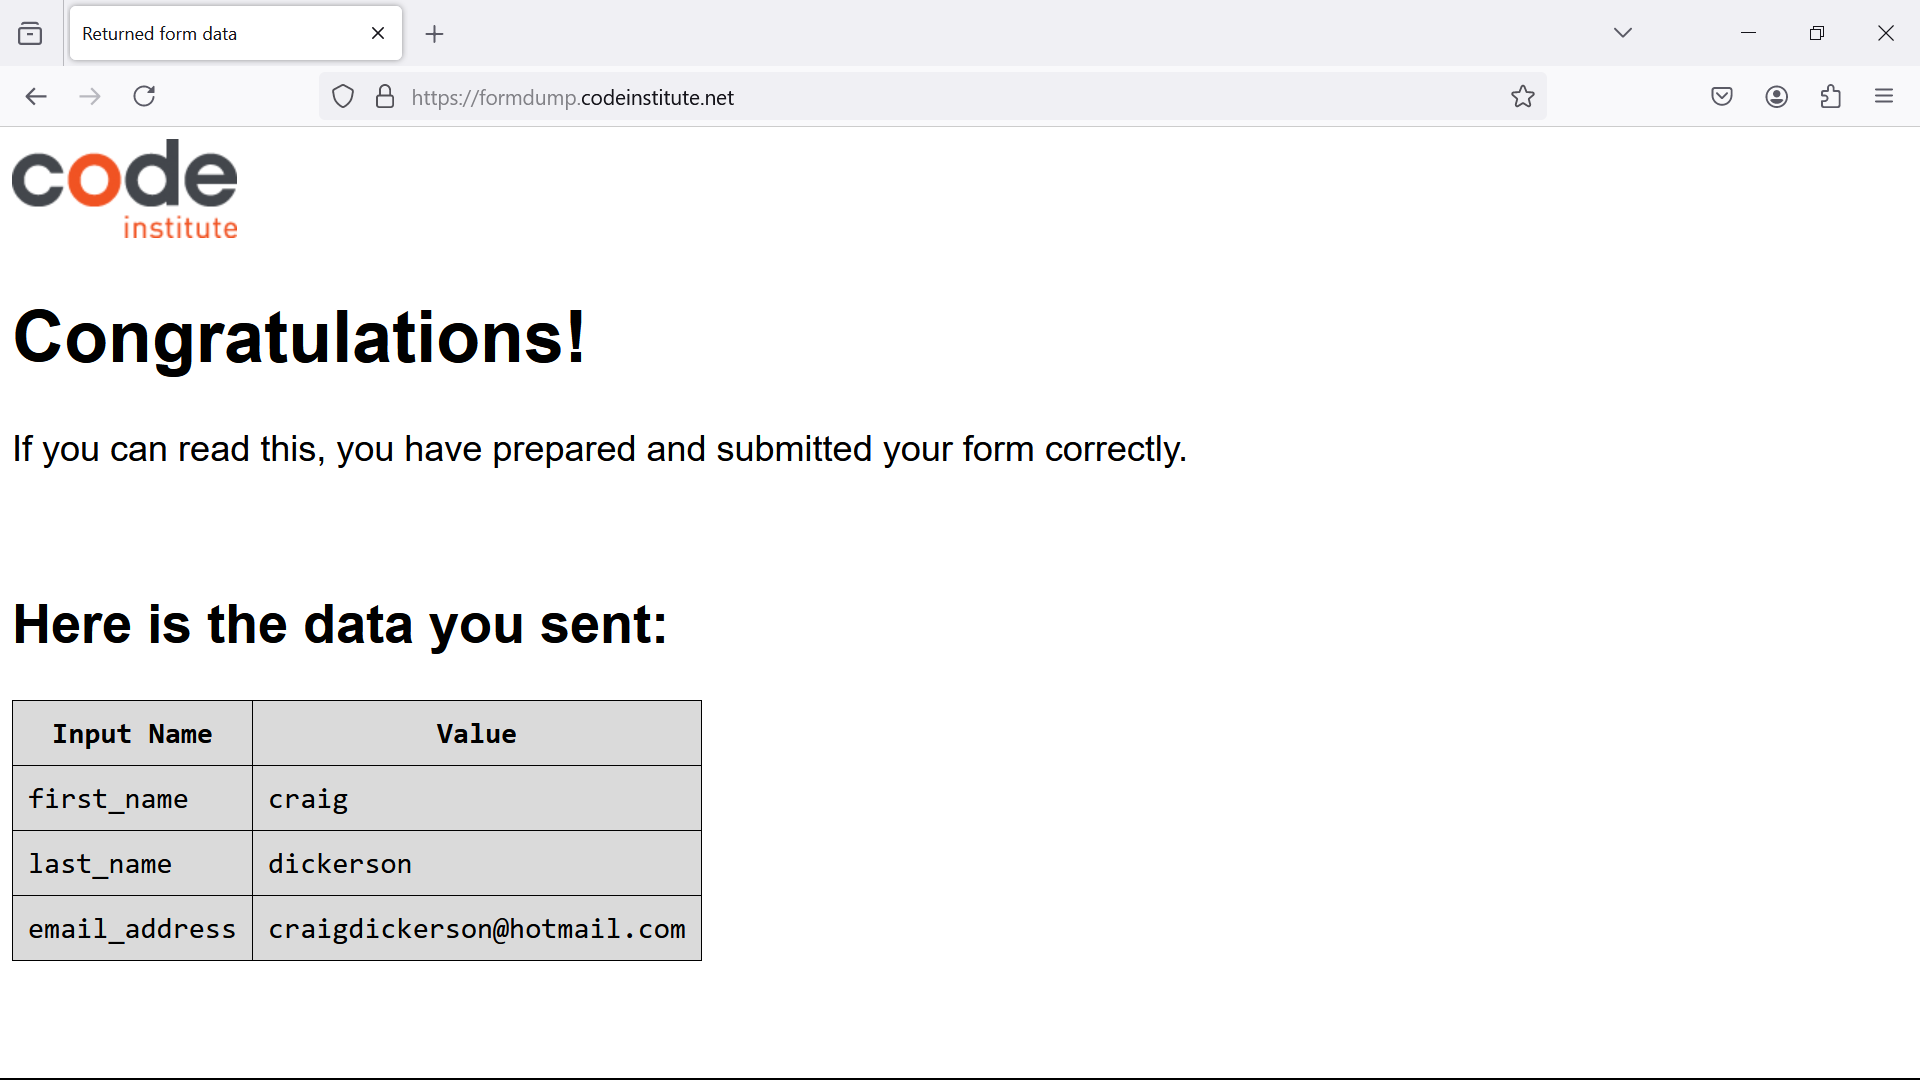 Returned form data
https://formdump.codeinstitute.net
code
institute
Congratulations!
If you can read this, you have prepared and submitted your form correctly.
Here is the data you sent:
Input Name Value
first_name craig
last_name dickerson
email_address craigdickerson@hotmail.com